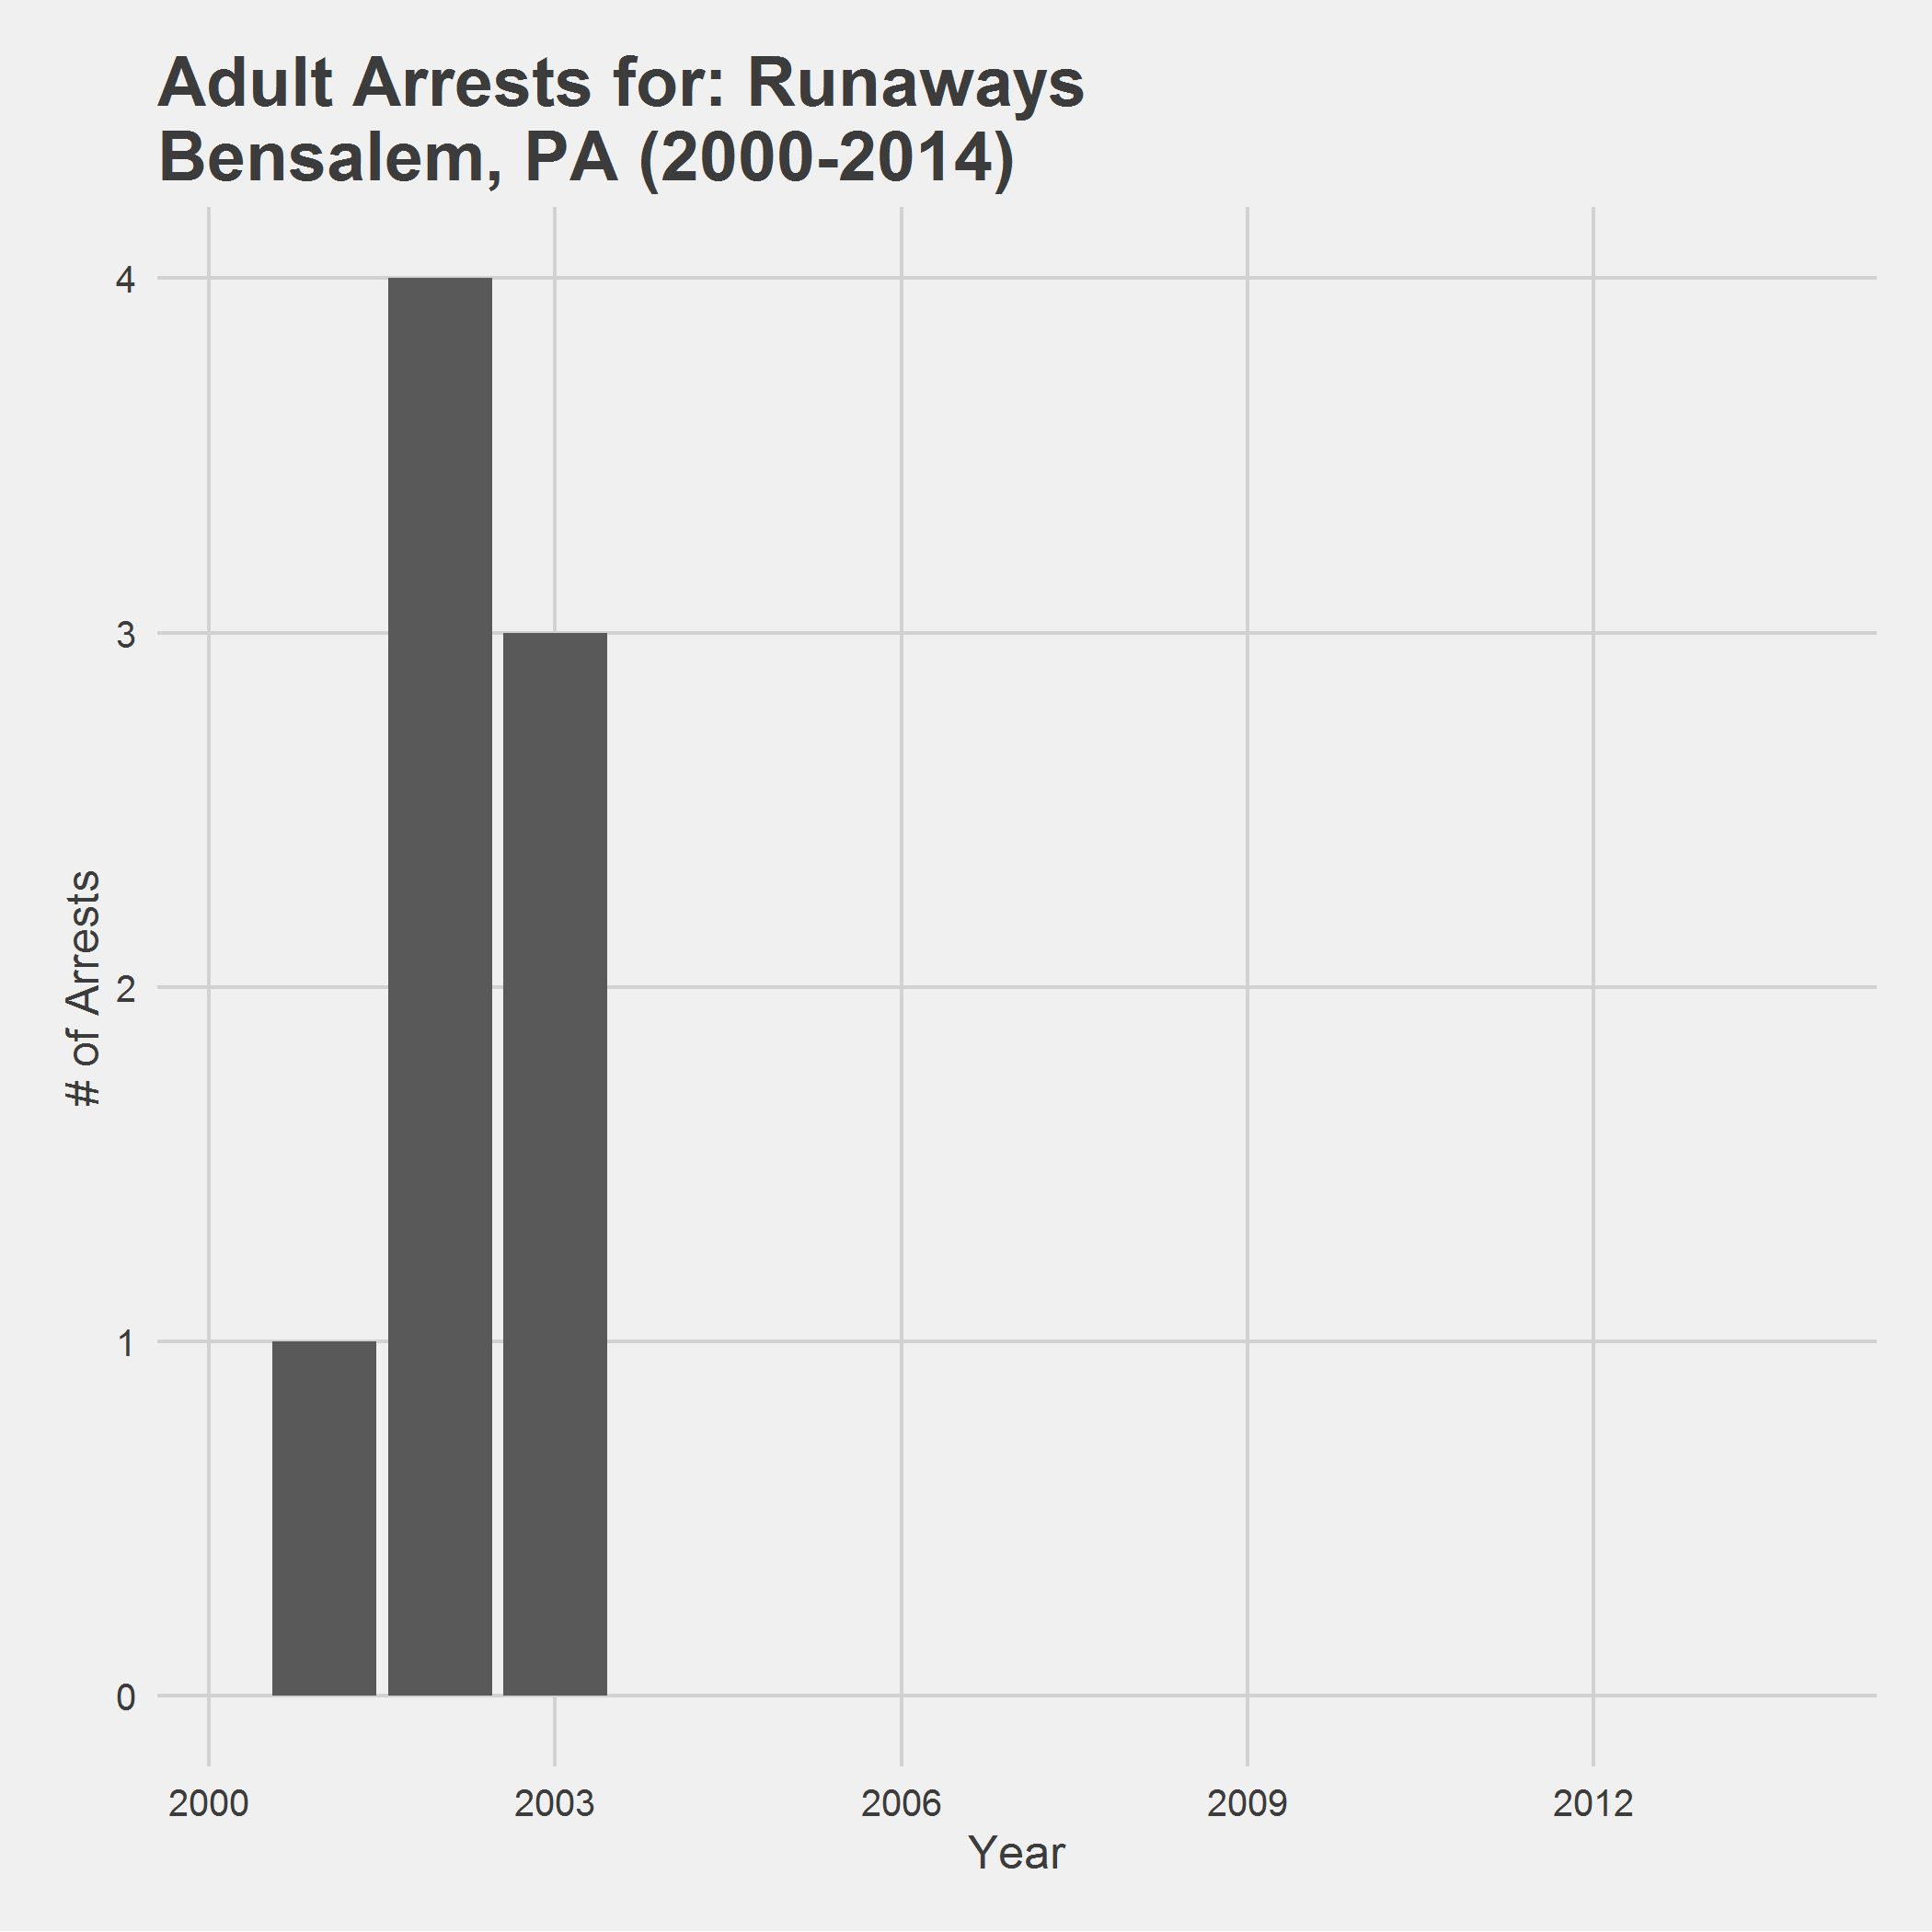 Adult Arrests for: Runaways
Bensalem, PA (2000-2014)
4
3
2
1
0
# of Arrests
2000 2003 2006 2009 2012
Year